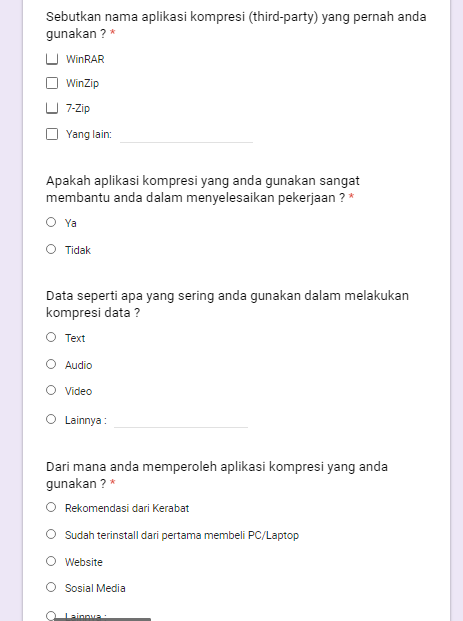 Sebutkan nama aplikasi kompresi (third-party) yang pernah anda
gunakan ? *
WinRAR
WinZip
7-Zip
Yang lain:
Apakah aplikasi kompresi yang anda gunakan sangat
membantu anda dalam menyelesaikan pekerjaan ? *
Ya
Tidak
Data seperti apa yang sering anda gunakan dalam melakukan
kompresi data ?
Text
Audio
Video
Lainnya :
Dari mana anda memperoleh aplikasi kompresi yang anda
gunakan ? *
Rekomendasi dari Kerabat
Sudah terinstall dari pertama membeli PC/Laptop
Website
Sosial Media
Lainnya :